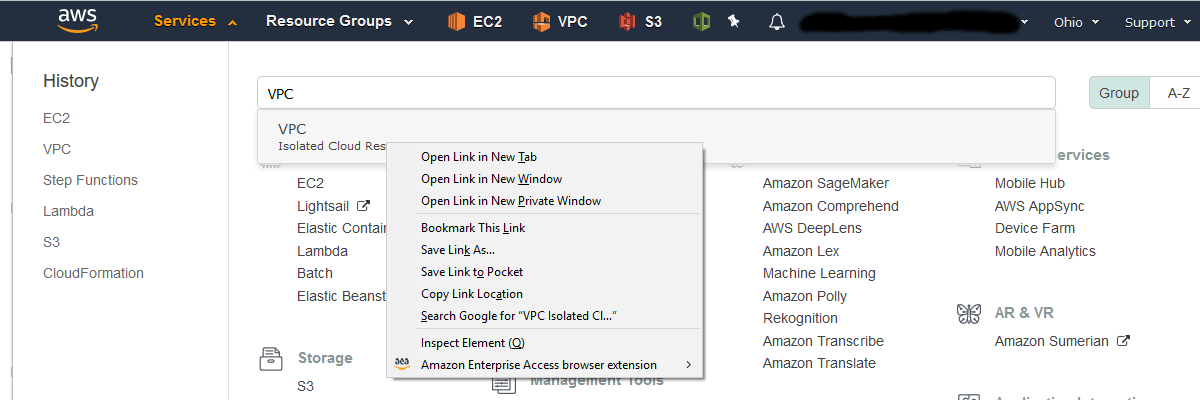 aws Services Resource Groups EC2 VPC S3 Ohio Support
History
EC2
VPC
Step Functions
Lambda
S3
CloudFormation
VPC
Group A-Z
VPC
Isolated Cloud Res
Open Link in New Tab
Open Link in New Window
Open Link in New Private Window
Bookmark This Link
Save Link As...
Save Link to Pocket
Copy Link Location
Search Google for “VPC Isolated Cl...”
Inspect Element (Q)
aea Amazon Enterprise Access browser extension
EC2
Lightsail
Elastic Contain
Lambda
Batch
Elastic Beanst
Storage
S3
Management Tools
Amazon SageMaker
Amazon Comprehend
AWS DeepLens
Amazon Lex
Machine Learning
Amazon Polly
Rekognition
Amazon Transcribe
Amazon Translate
ervices
Mobile Hub
AWS AppSync
Device Farm
Mobile Analytics
AR & VR
Amazon Sumerian